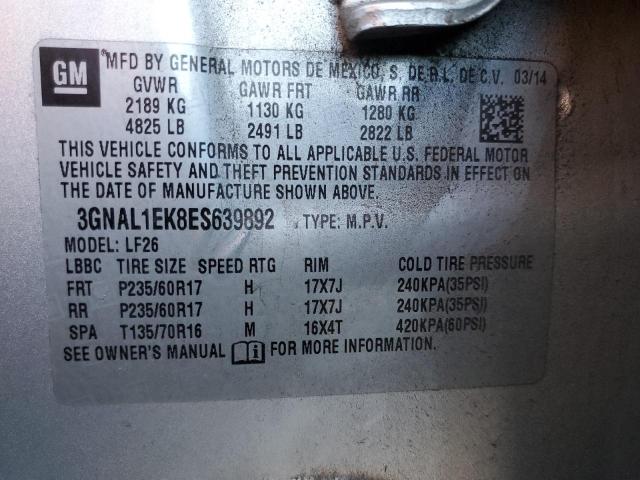 GM
*MFD BY GENERAL MOTORS DE MEXICO, S. DE R.L. DE C.V. 03/14
GVWR GAWR FRT GAWR RR
2189 KG 1130 KG 1280 KG
4825 LB 2491 LB 2822 LB
THIS VEHICLE CONFORMS TO ALL APPLICABLE U.S. FEDERAL MOTOR
VEHICLE SAFETY AND THEFT PREVENTION STANDARDS IN EFFECT ON
THE DATE OF MANUFACTURE SHOWN ABOVE.
3GNAL1EK8ES639892 TYPE: M.P.V.
MODEL: LF26
LBBC TIRE SIZE SPEED RTG RIM COLD TIRE PRESSURE
FRT P235/60R17 H 17X7J 240KPA(35PSI)
RR P235/60R17 H 17X7J 240KPA(35PSI)
SPA T135/70R16 M 16X4T 420KPA(60PSI)
SEE OWNER'S MANUAL FOR MORE INFORMATION.